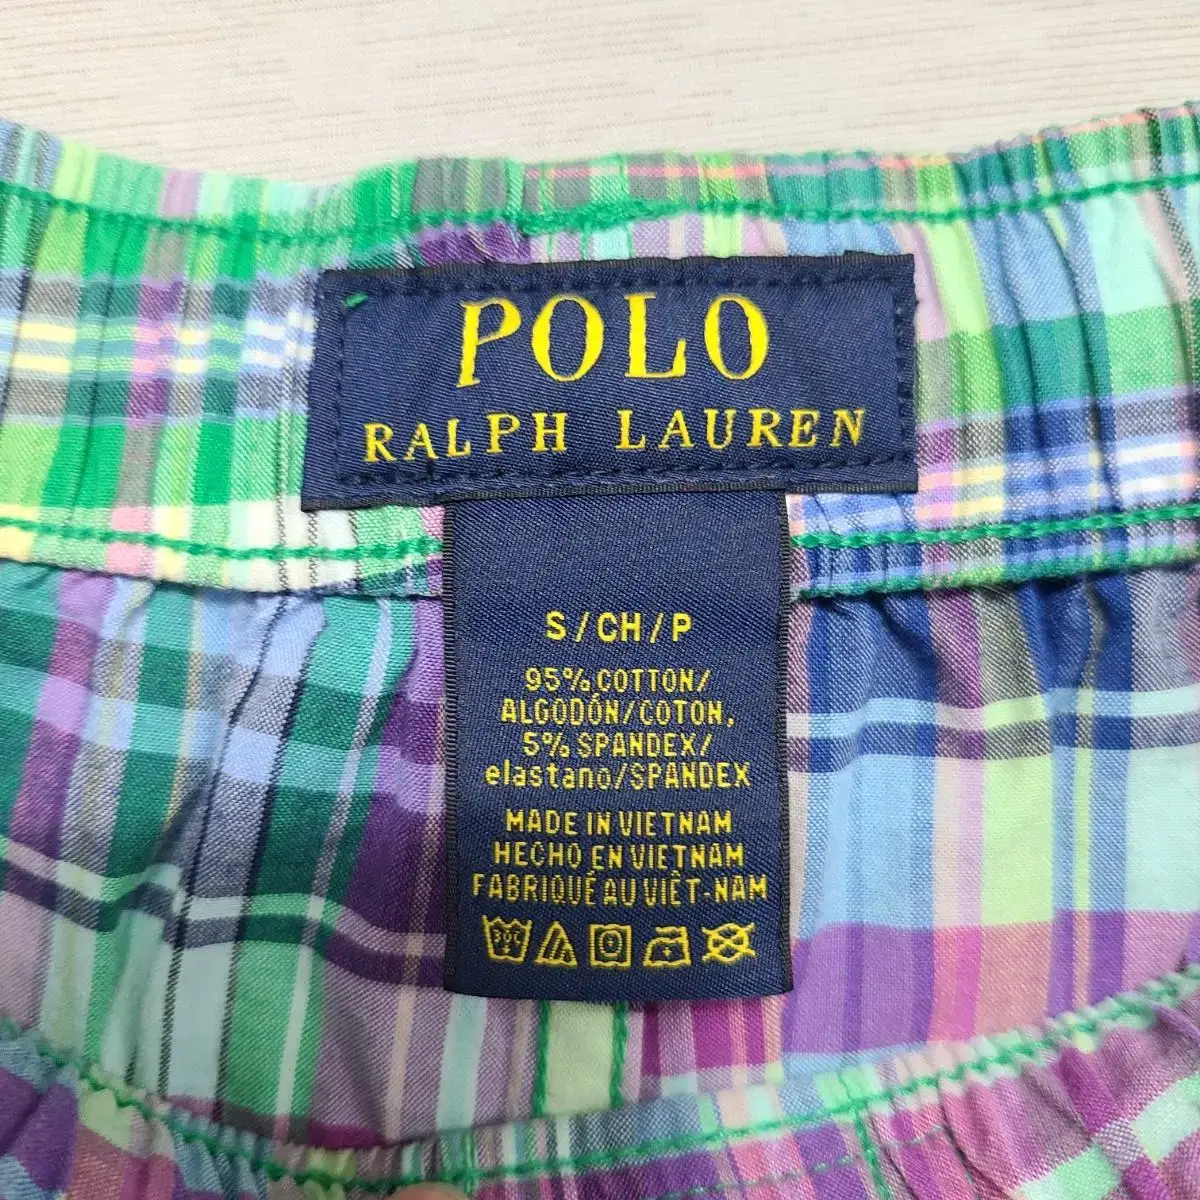 POLO
RALPH LAUREN
S/CH/P
95% COTTON/
ALGODÓN/COTON,
5% SPANDEX/
elastano/SPANDEX
MADE IN VIETNAM
HECHO EN VIETNAM
FABRIQUÉ AU VIÊT-NAM
30C